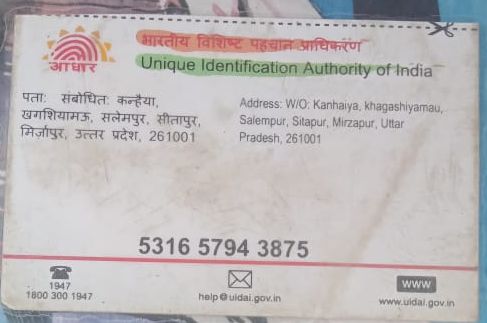 भारतीय विशिष्ट पहचान प्राधिकरण
Unique Identification Authority of India
आधार
पता: संबोधित: कन्हैया,
खगशियामऊ, सलेमपुर, सीतापुर,
मिर्ज़ापुर, उत्तर प्रदेश, 261001
Address: W/O: Kanhaiya, khagashiyamau,
Salempur, Sitapur, Mirzapur, Uttar
Pradesh, 261001
5316 5794 3875
1947
1800 300 1947
help@uidai.gov.in
www
www.uidai.gov.in